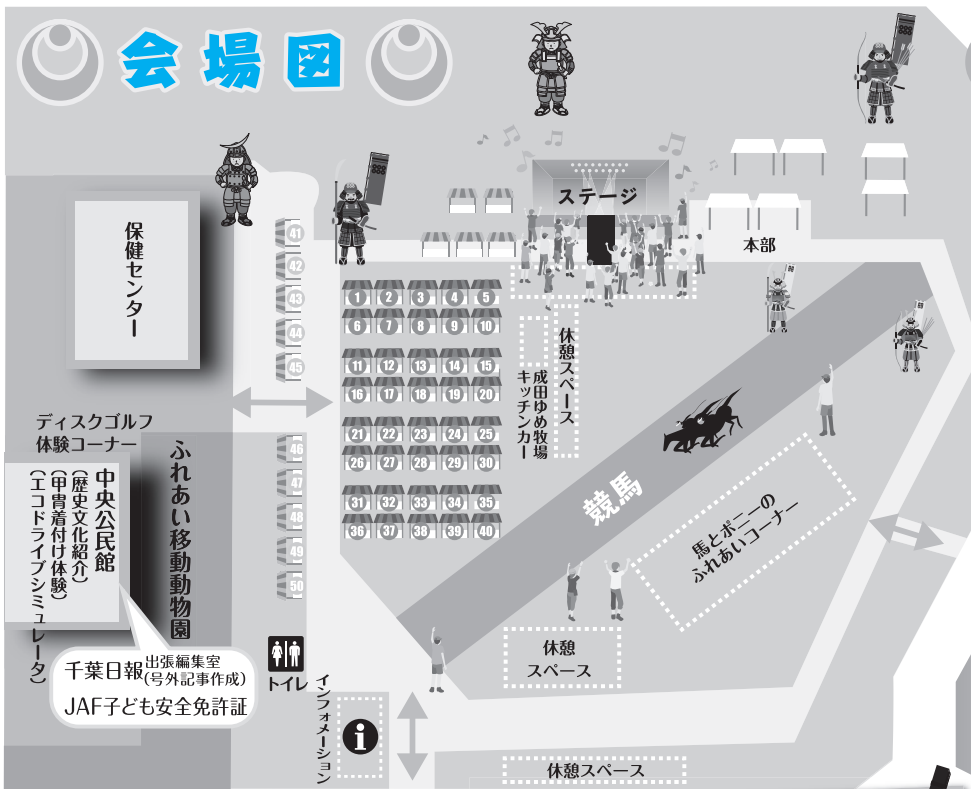 会場図
ステージ
本部
保健センター
41
42
43
44
45
1 2 3 4 5
6 7 8 9 10
11 12 13 14 15
16 17 18 19 20
21 22 23 24 25
26 27 28 29 30
31 32 33 34 35
36 37 38 39 40
休憩スペース
成田ゆめ牧場
キッチンカー
競馬
馬とポニーの
ふれあいコーナー
ディスクゴルフ
体験コーナー
ふれあい移動動物園
46
47
48
49
50
中央公民館
(歴史文化紹介)
(甲冑着付け体験)
(エコドライブシミュレータ)
千葉日報 出張編集室
(号外記事作成)
JAF子ども安全免許証
トイレ
インフォメーション
i
休憩
スペース
休憩スペース